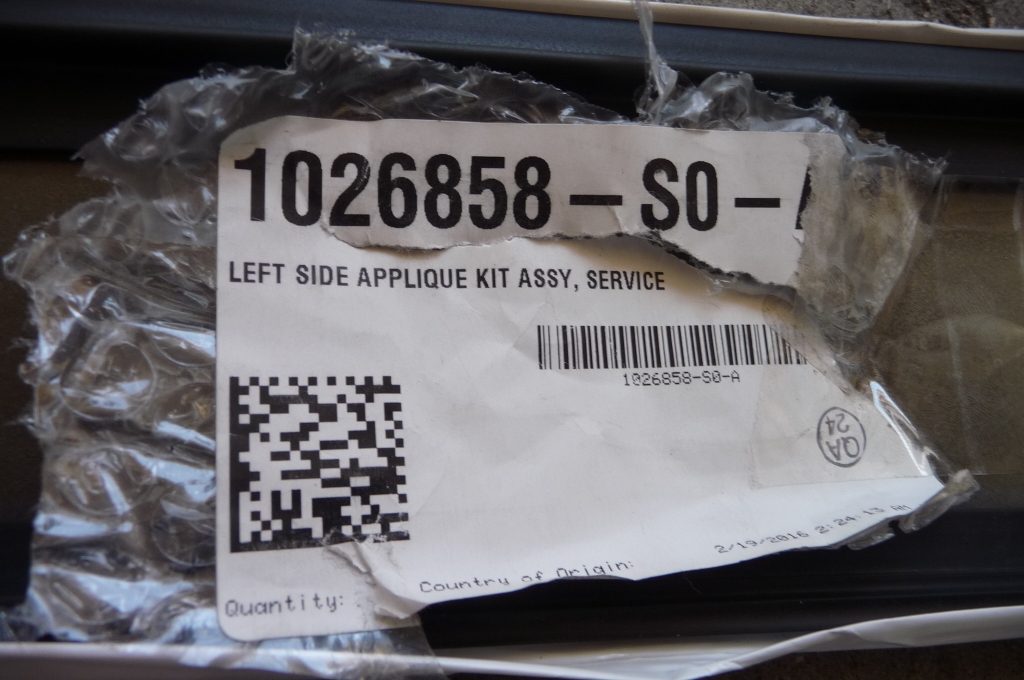 1026858-S0-
LEFT SIDE APPLIQUE KIT ASSY, SERVICE
1026858-S0-A
QA
24
2/19/2016 2:24:13 AM
Country of Origin:
Quantity: